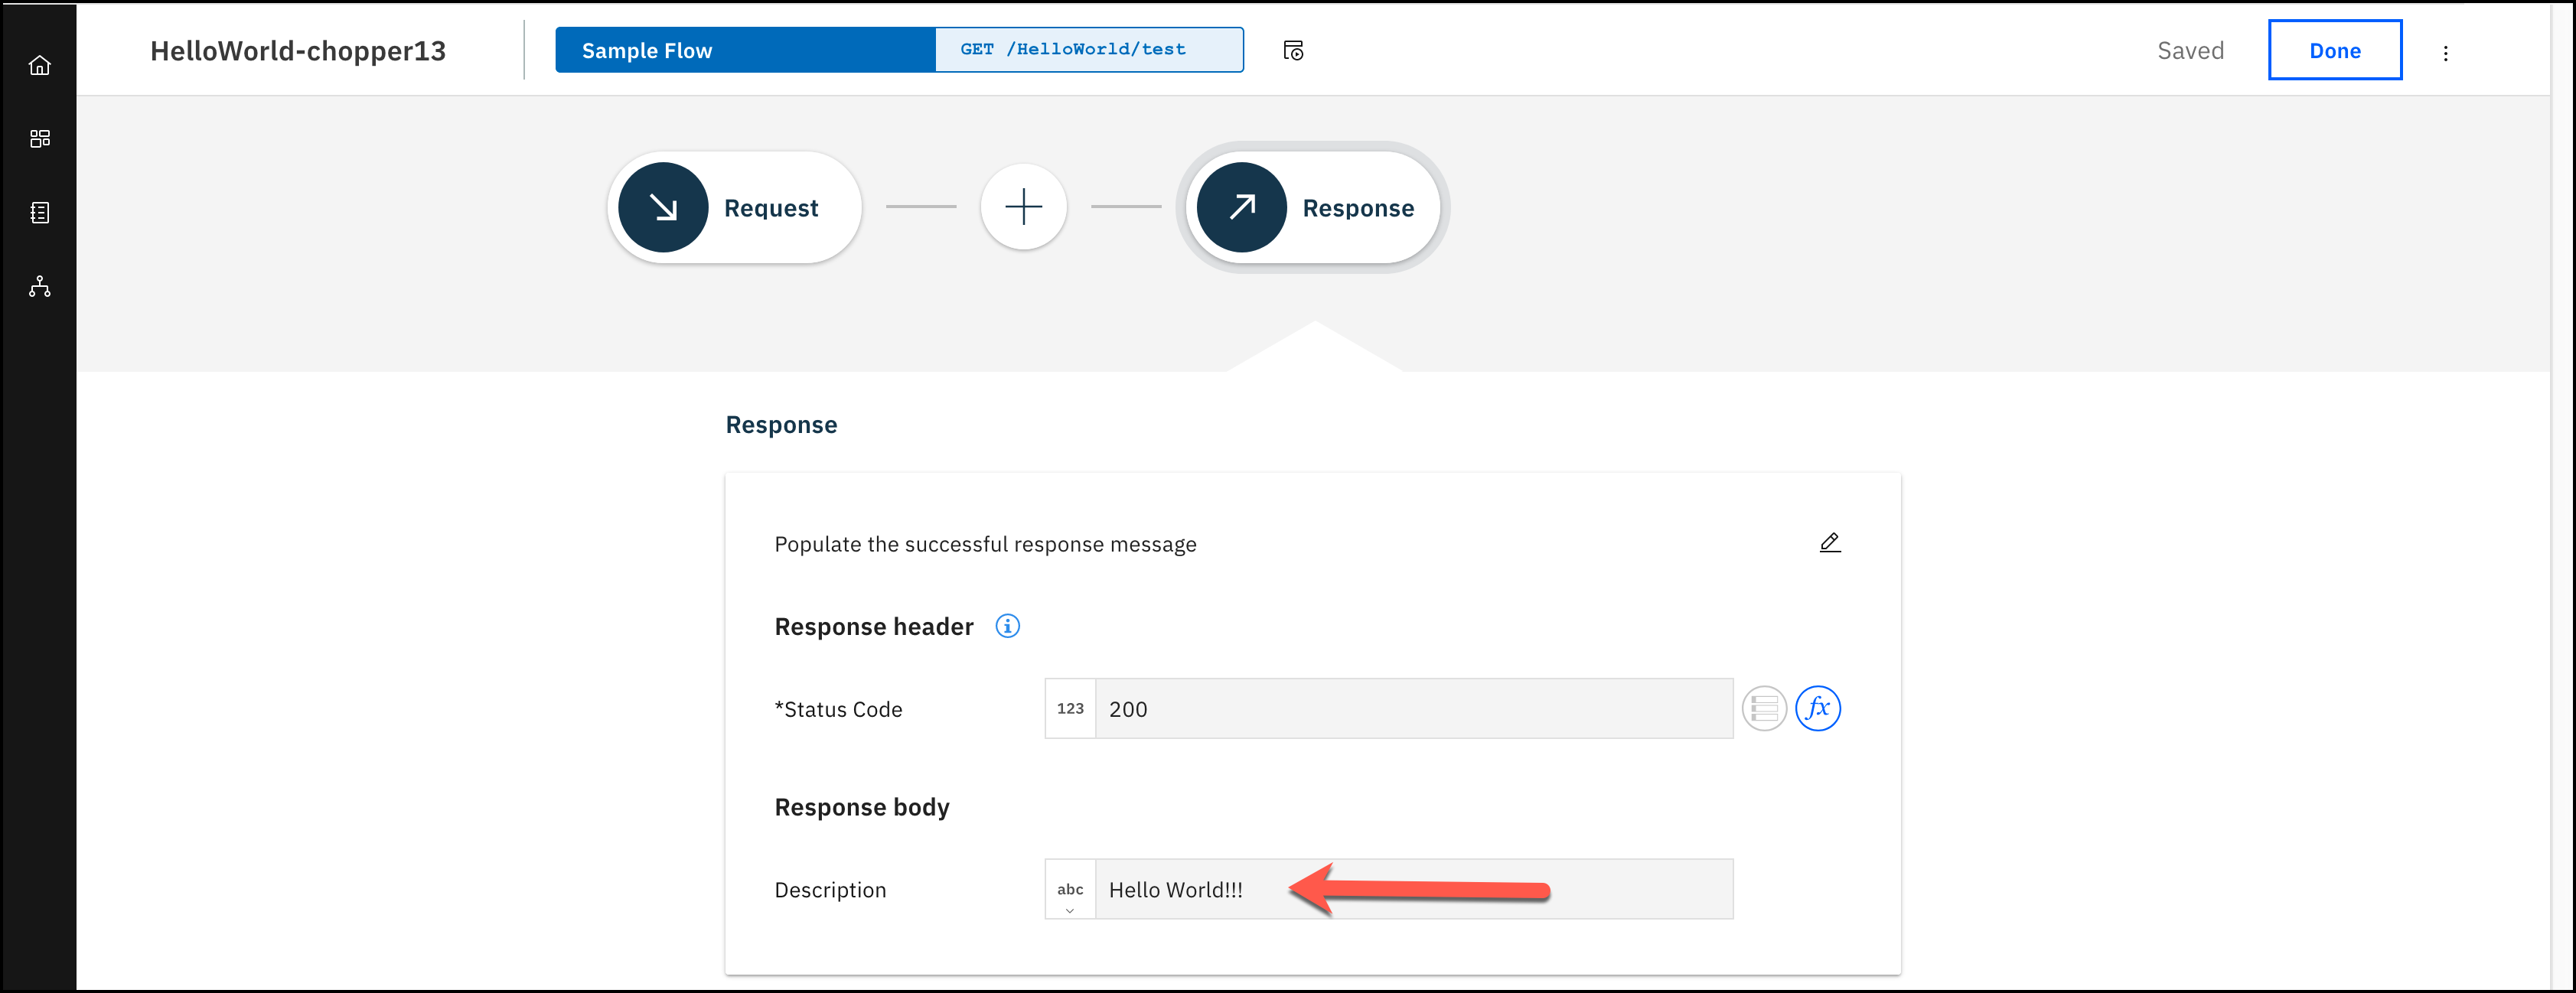 HelloWorld-chopper13
Sample Flow
GET /HelloWorld/test
Saved
Done
Request
Response
Response
Populate the successful response message
Response header
*Status Code
123
200
fx
Response body
Description
abc
Hello World!!!